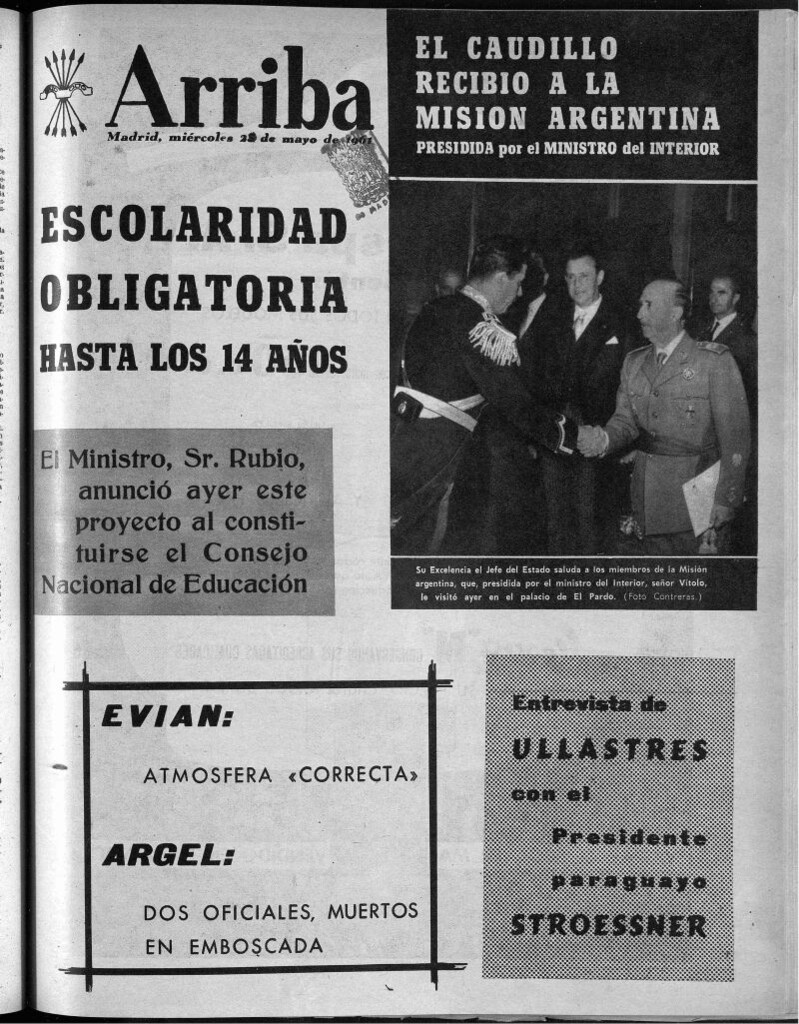 Arriba
Madrid, miércoles de mayo de 1961
EL CAUDILLO
RECIBIO A LA
MISION ARGENTINA
PRESIDIDA por el MINISTRO del INTERIOR
ESCOLARIDAD
OBLIGATORIA
HASTA LOS 14 AÑOS
El Ministro, Sr. Rubio,
anunció ayer este
proyecto al consti-
tuirse el Consejo
Nacional de Educación
Su Excelencia el Jefe del Estado saluda a los miembros de la Misión
argentina, que, presidida por el ministro del Interior, señor Vítolo,
le visitó ayer en el palacio de El Pardo. (Foto Contreras.)
EVIAN:
ATMOSFERA «CORRECTA»
ARGEL:
DOS OFICIALES, MUERTOS
EN EMBOSCADA
Entrevista de
ULLASTRES
con el
Presidente
paraguayo
STROESSNER